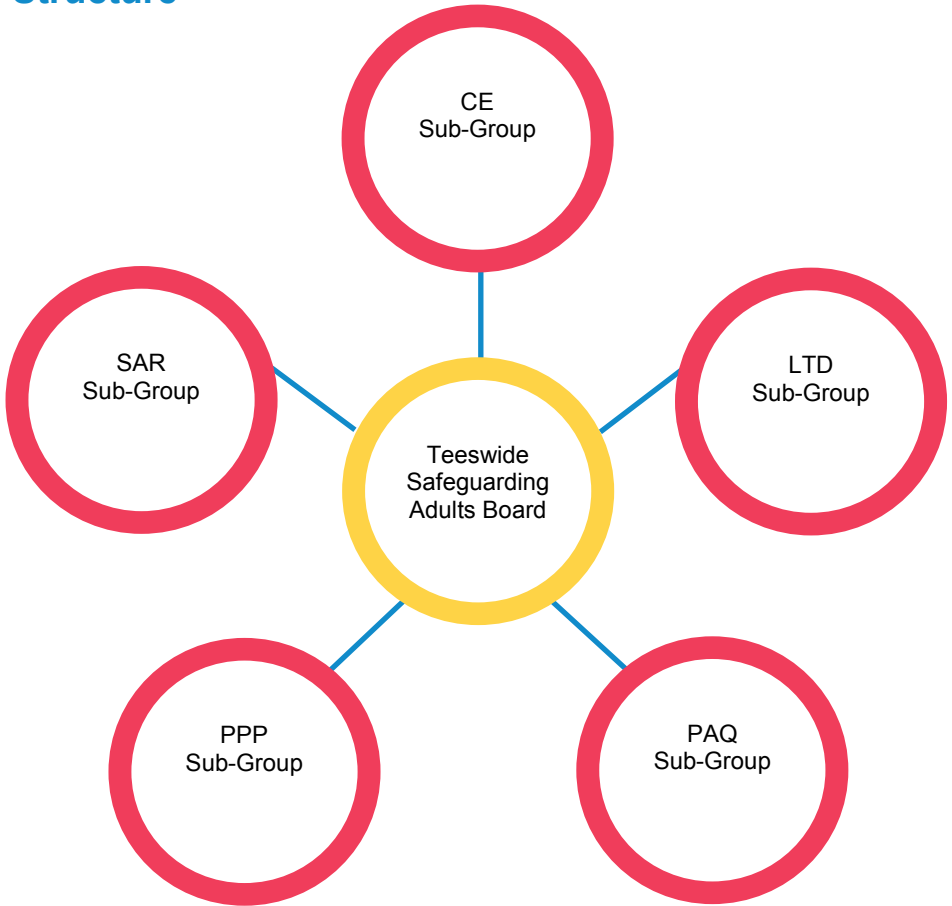 Structure
CE
Sub-Group
SAR
Sub-Group
LTD
Sub-Group
Teeswide
Safeguarding
Adults Board
PPP
Sub-Group
PAQ
Sub-Group